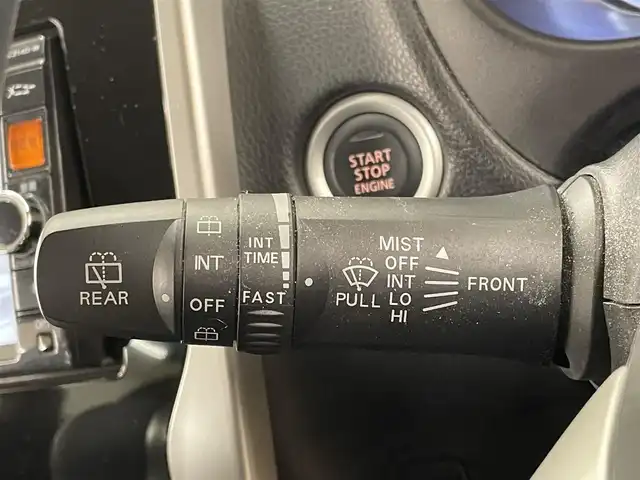 START
STOP
ENGINE
REAR
INT
OFF
INT
TIME
FAST
PULL
MIST
OFF
INT
LO
HI
FRONT